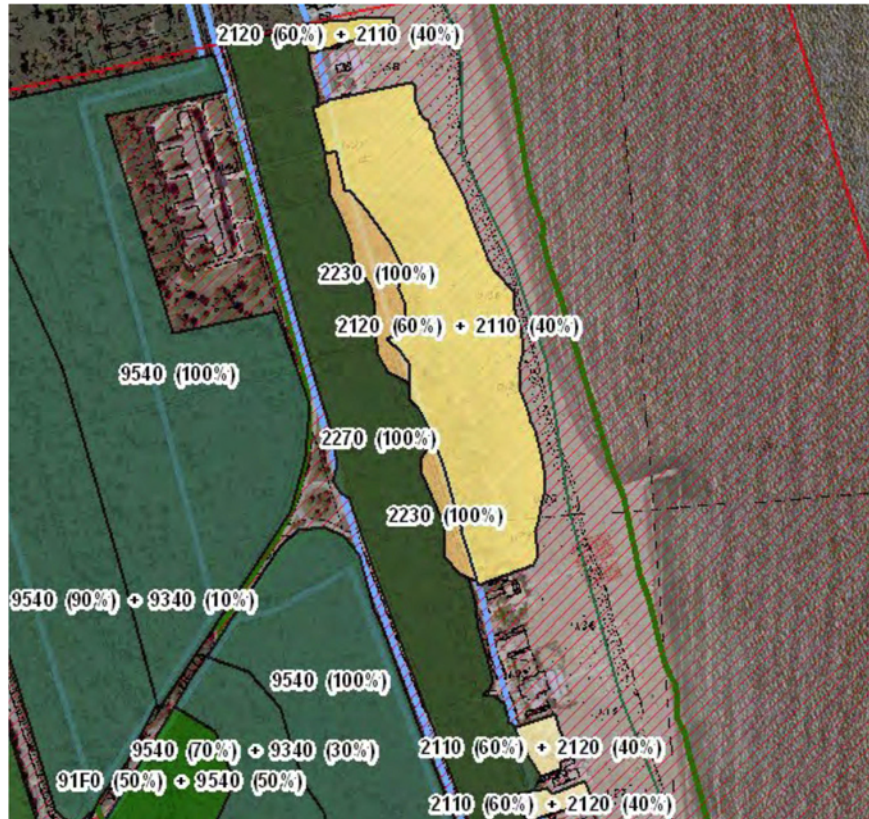 2120 (60%) + 2110 (40%)
2230 (100%)
2120 (60%) + 2110 (40%)
9540 (100%)
2270 (100%)
2230 (100%)
9540 (90%) + 9340 (10%)
9540 (100%)
9540 (70%) + 9340 (30%)
2110 (60%) + 2120 (40%)
91F0 (50%) + 9540 (50%)
2110 (60%) + 2120 (40%)